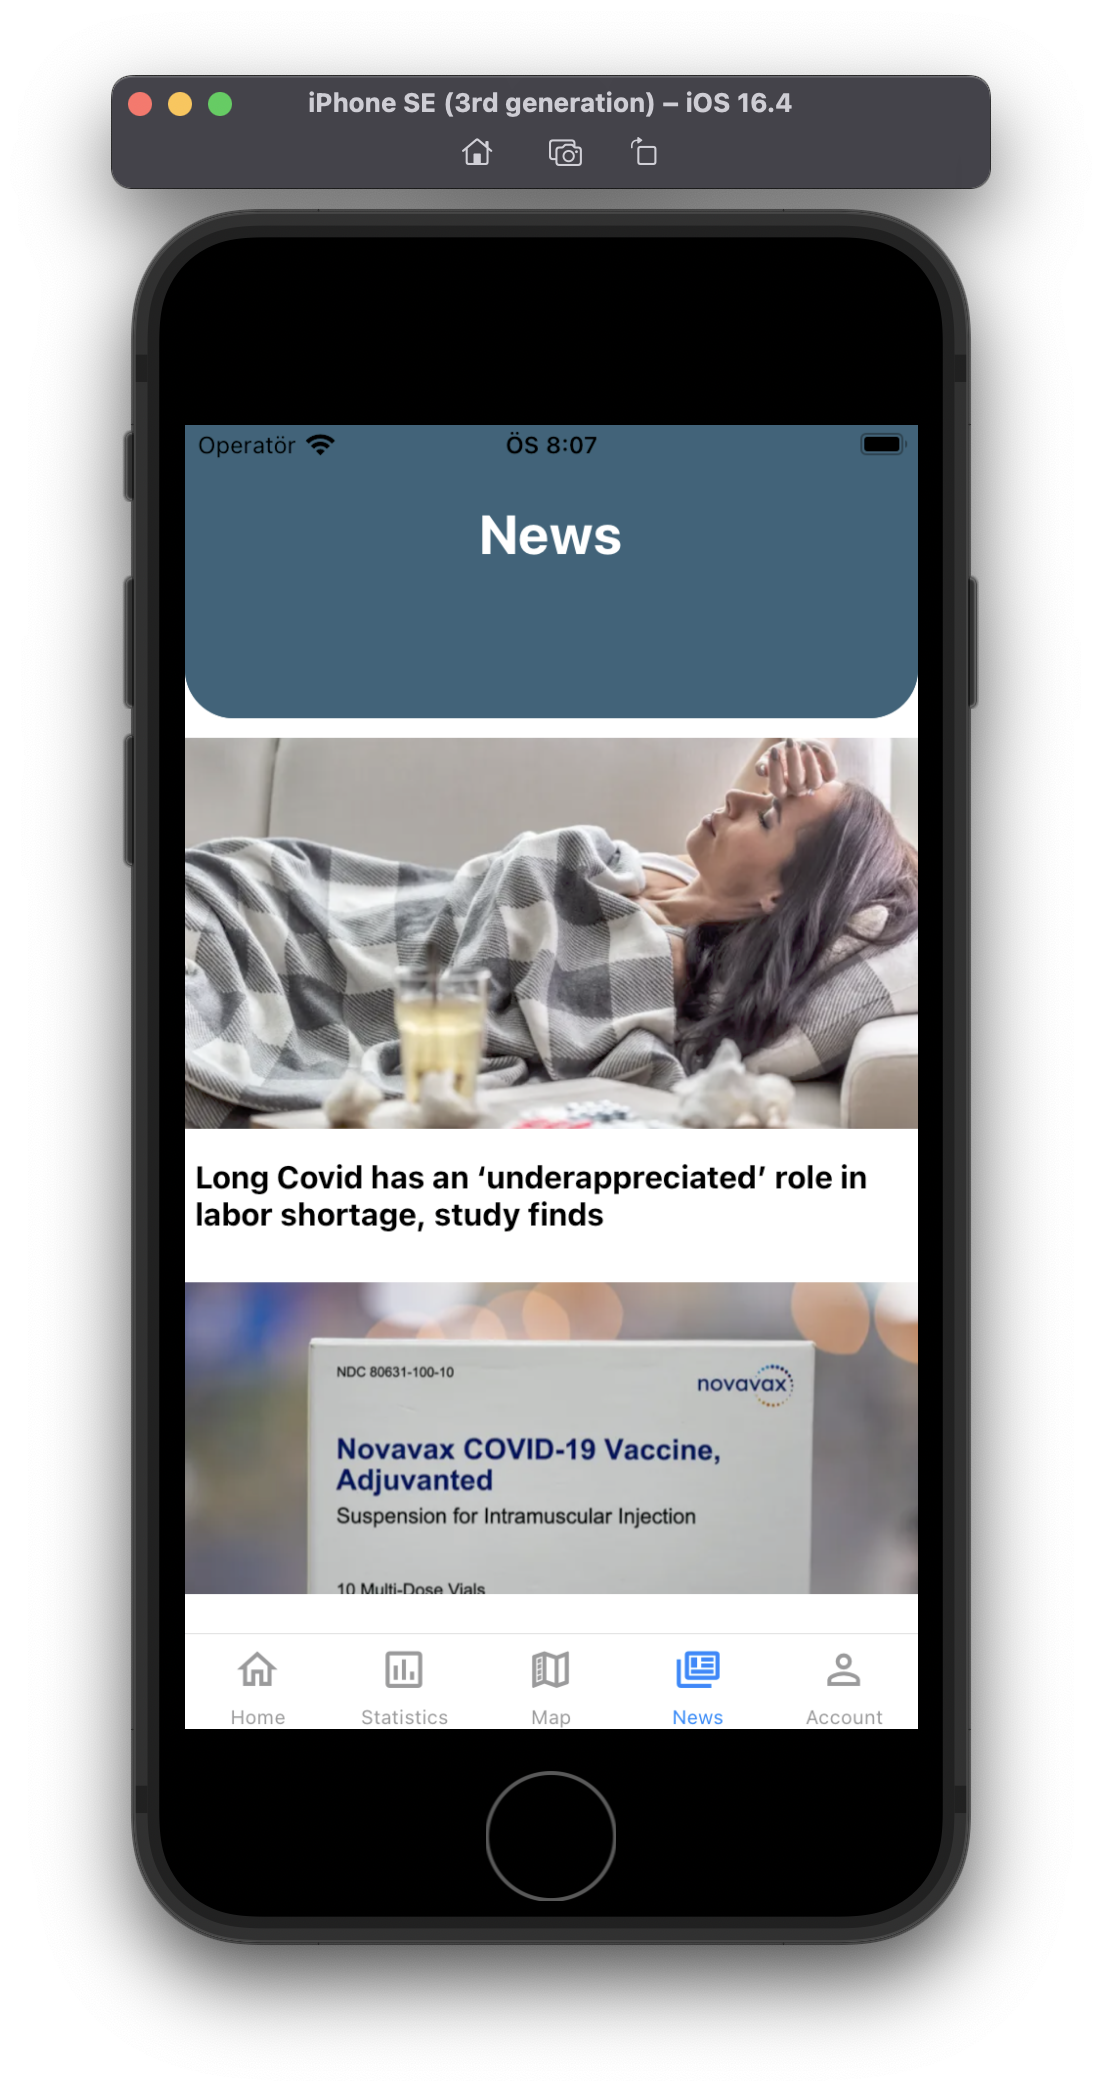 iPhone SE (3rd generation) – iOS 16.4
Operatör ÖS 8:07
News
Long Covid has an ‘underappreciated’ role in
labor shortage, study finds
NDC 80631-100-10
novavax
Novavax COVID-19 Vaccine,
Adjuvanted
Suspension for Intramuscular Injection
10 Multi-Dose Vials
Home Statistics Map News Account